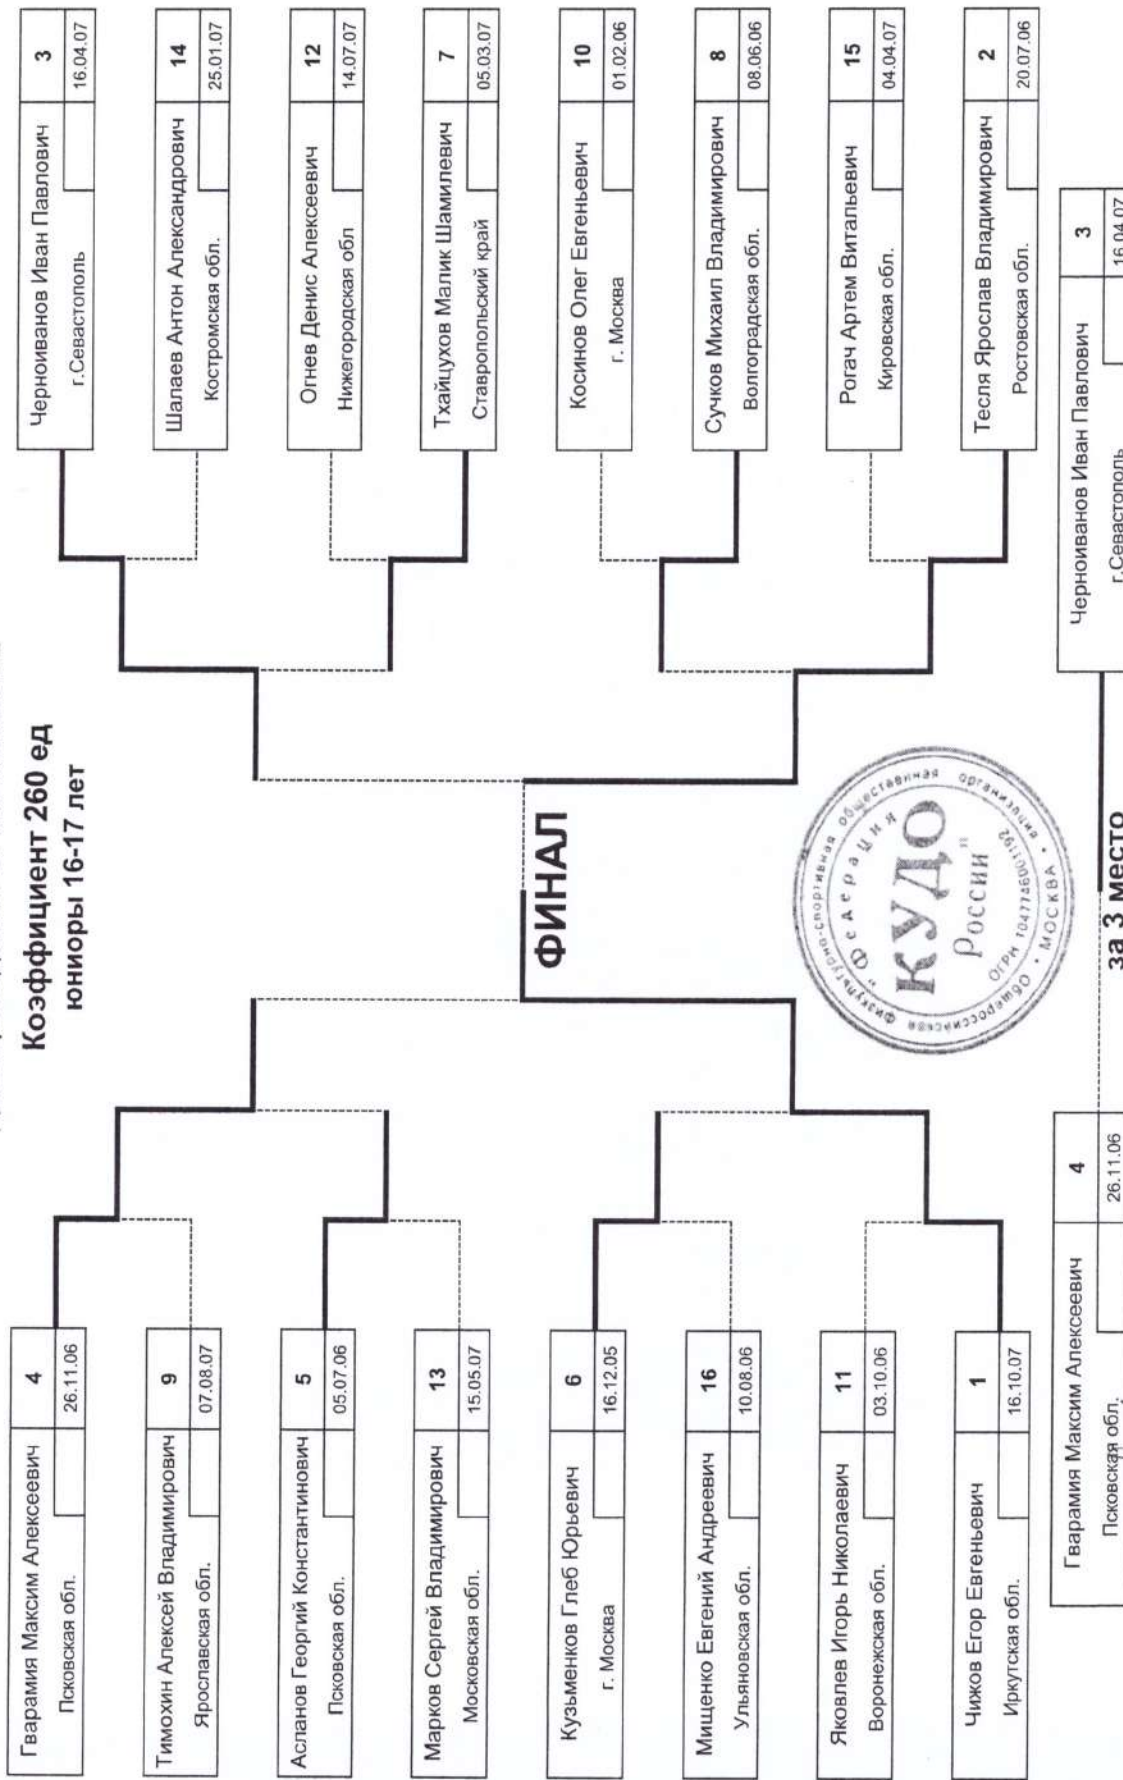 Коэффициент 260 ед
юниоры 16-17 лет
Гварамия Максим Алексеевич 4
Псковская обл. 26.11.06
Тимохин Алексей Владимирович 9
Ярославская обл. 07.08.07
Асланов Георгий Константинович 5
Псковская обл. 05.07.06
Марков Сергей Владимирович 13
Московская обл. 15.05.07
Кузьменков Глеб Юрьевич 6
г. Москва 16.12.05
Мищенко Евгений Андреевич 16
Ульяновская обл. 10.08.06
Яковлев Игорь Николаевич 11
Воронежская обл. 03.10.06
Чижов Егор Евгеньевич 1
Иркутская обл. 16.10.07
ФИНАЛ
Черноиванов Иван Павлович 3
г.Севастополь 16.04.07
Шалаев Антон Александрович 14
Костромская обл. 25.01.07
Огнев Денис Алексеевич 12
Нижегородская обл 14.07.07
Тхайцухов Малик Шамилевич 7
Ставропольский край 05.03.07
Косинов Олег Евгеньевич 10
г. Москва 01.02.06
Сучков Михаил Владимирович 8
Волгоградская обл. 08.06.06
Рогач Артем Витальевич 15
Кировская обл. 04.04.07
Тесля Ярослав Владимирович 2
Ростовская обл. 20.07.06
Общероссийская физкультурно-спортивная общественная организация • МОСКВА •
"Федерация
КУДО
России"
ОГРН 1047746001192
Гварамия Максим Алексеевич 4
Псковская обл. 26.11.06
за 3 место
Черноиванов Иван Павлович 3
г.Севастополь 16.04.07